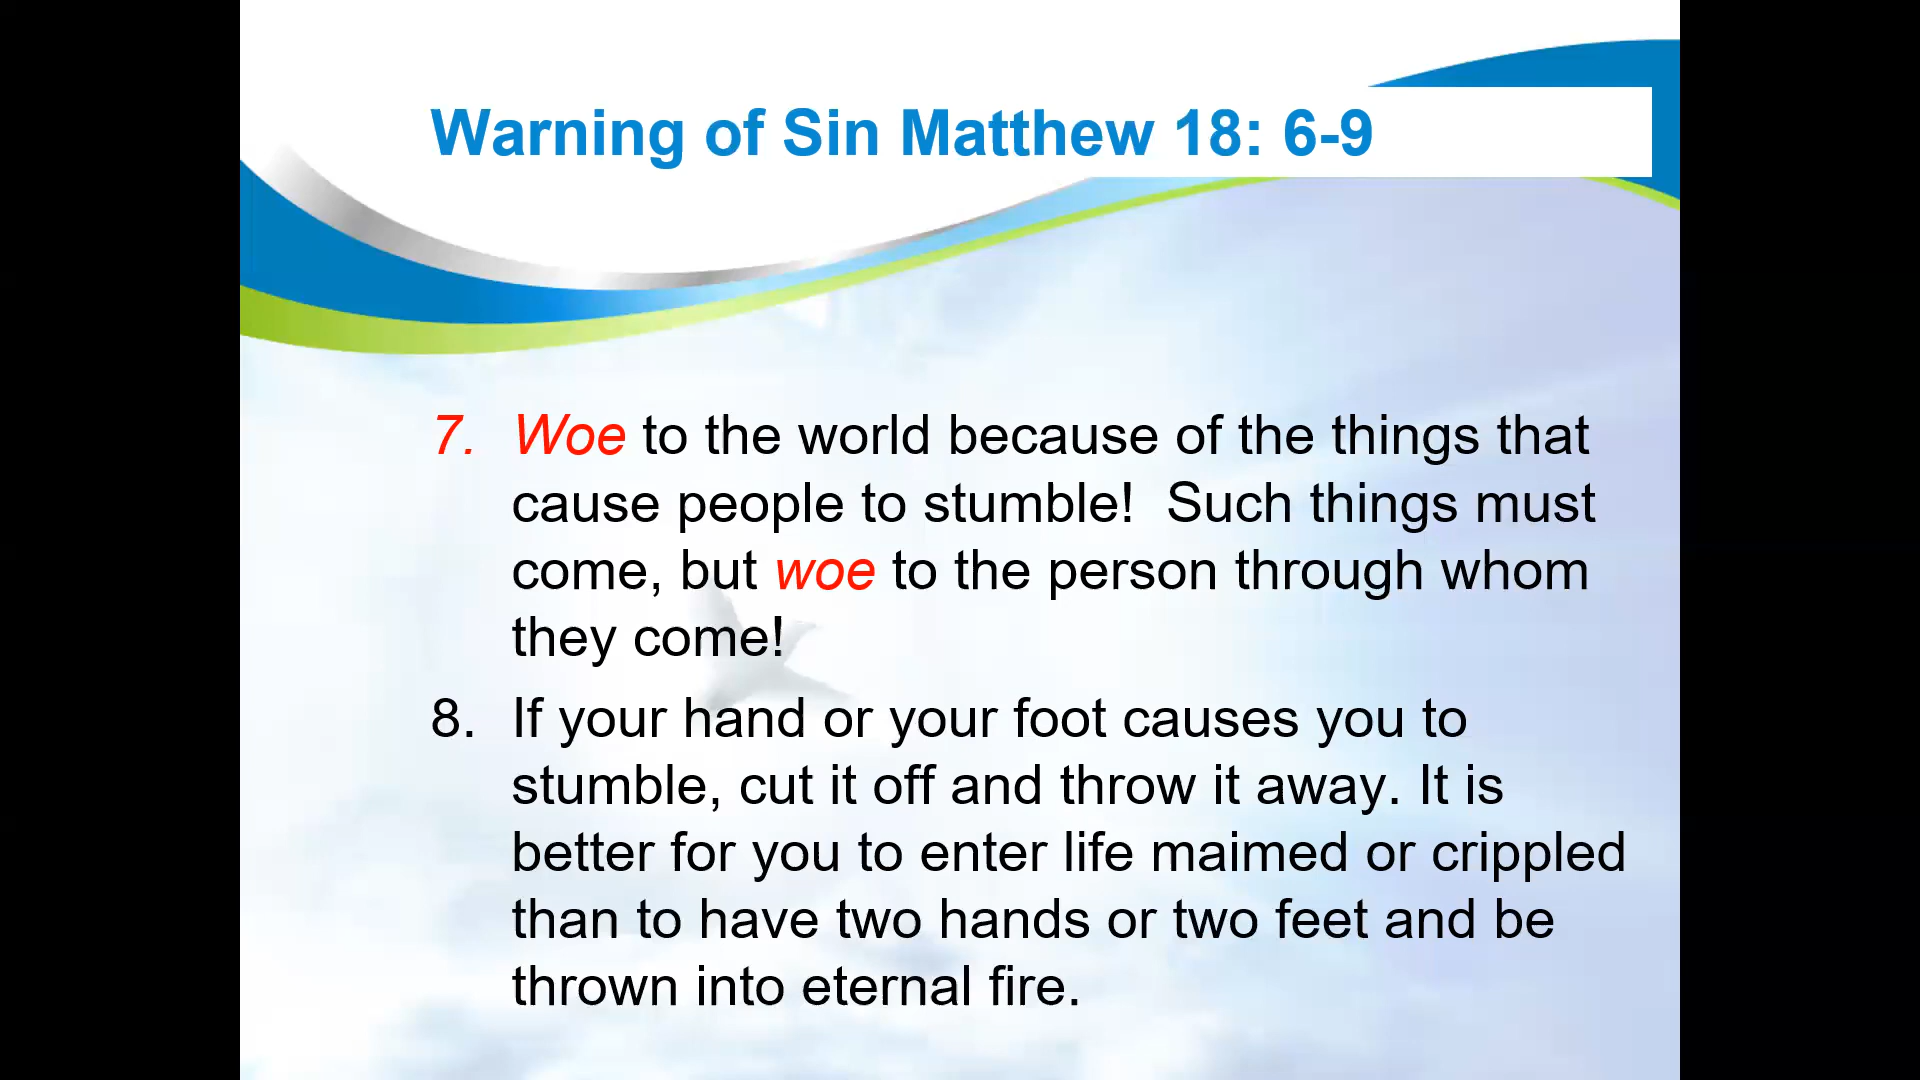 Warning of Sin Matthew 18: 6-9
7. Woe to the world because of the things that
cause people to stumble!  Such things must
come, but woe to the person through whom
they come!
8. If your hand or your foot causes you to
stumble, cut it off and throw it away. It is
better for you to enter life maimed or crippled
than to have two hands or two feet and be
thrown into eternal fire.